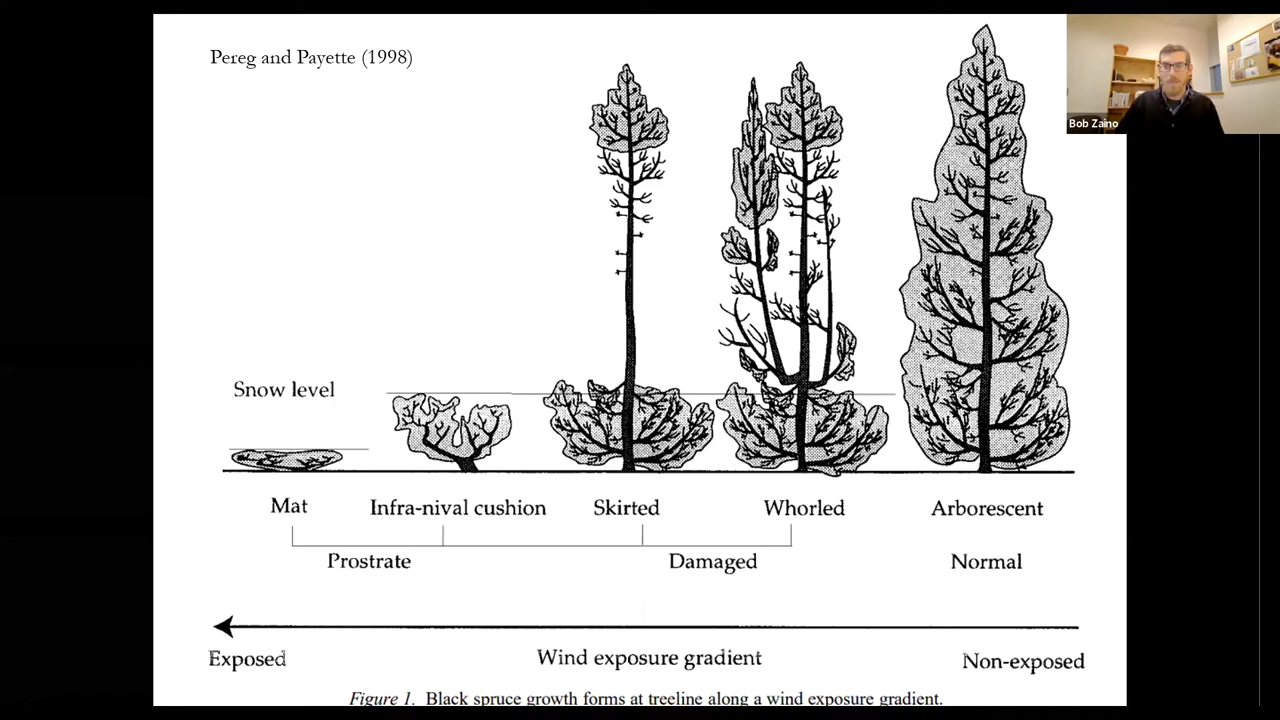 Pereg and Payette (1998)
Bob Zaino
Snow level
Mat
Infra-nival cushion
Skirted
Whorled
Arborescent
Prostrate
Damaged
Normal
Exposed
Wind exposure gradient
Non-exposed
Figure 1. Black spruce growth forms at treeline along a wind exposure gradient.